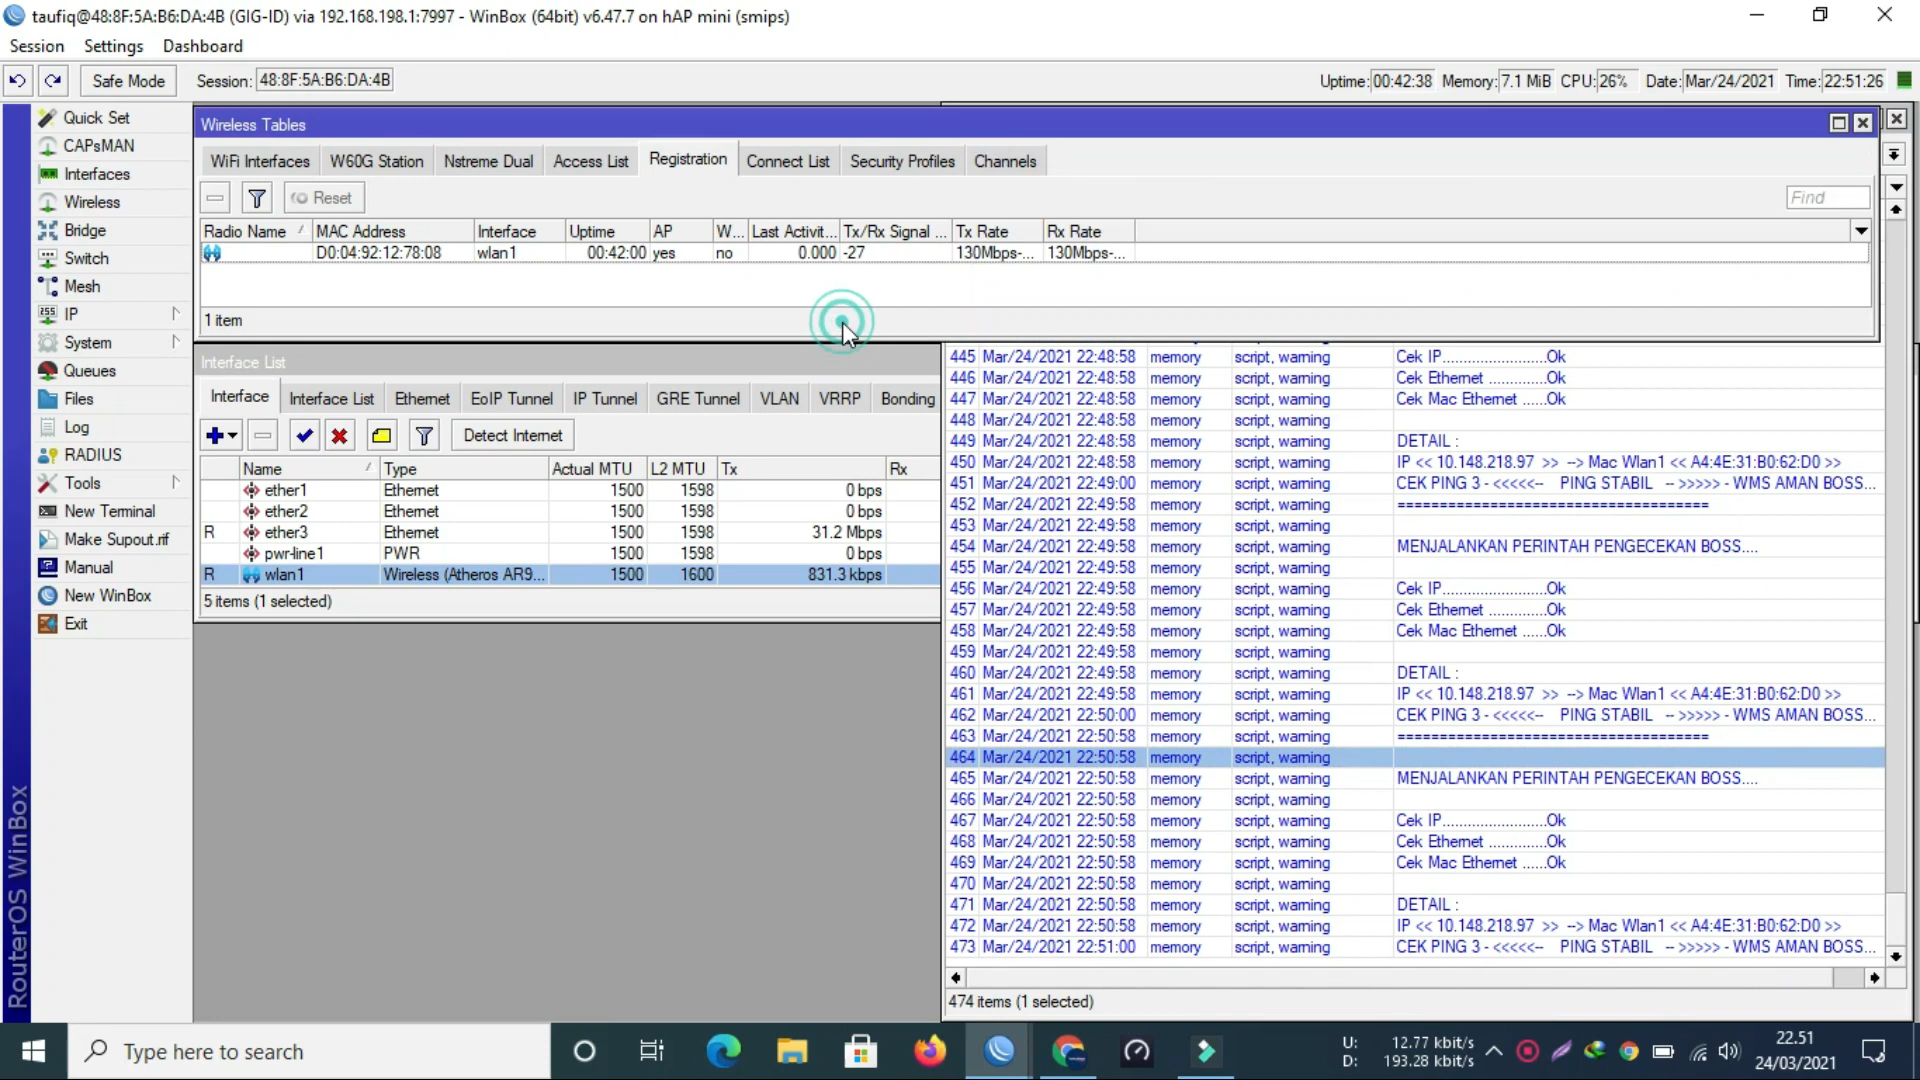 taufiq@48:8F:5A:B6:DA:4B (GIG-ID) via 192.168.198.1:7997 - WinBox (64bit) v6.47.7 on hAP mini (smips)
Session Settings Dashboard
Safe Mode Session: 48:8F:5A:B6:DA:4B Uptime: 00:42:38 Memory: 7.1 MiB CPU: 26% Date: Mar/24/2021 Time: 22:51:26
Quick Set
CAPsMAN
Interfaces
Wireless
Bridge
Switch
Mesh
IP
System
Queues
Files
Log
RADIUS
Tools
New Terminal
Make Supout.rif
Manual
New WinBox
Exit
RouterOS WinBox
Wireless Tables
WiFi Interfaces W60G Station Nstreme Dual Access List Registration Connect List Security Profiles Channels
Reset Find
Radio Name MAC Address Interface Uptime AP W... Last Activit... Tx/Rx Signal ... Tx Rate Rx Rate
D0:04:92:12:78:08 wlan1 00:42:00 yes no 0.000 -27 130Mbps-... 130Mbps-...
1 item
Interface List
Interface Interface List Ethernet EoIP Tunnel IP Tunnel GRE Tunnel VLAN VRRP Bonding
Detect Internet
Name Type Actual MTU L2 MTU Tx Rx
ether1 Ethernet 1500 1598 0 bps
ether2 Ethernet 1500 1598 0 bps
R ether3 Ethernet 1500 1598 31.2 Mbps
pwr-line1 PWR 1500 1598 0 bps
R wlan1 Wireless (Atheros AR9... 1500 1600 831.3 kbps
5 items (1 selected)
445 Mar/24/2021 22:48:58 memory script, warning Cek IP.........................Ok
446 Mar/24/2021 22:48:58 memory script, warning Cek Ethernet ..............Ok
447 Mar/24/2021 22:48:58 memory script, warning Cek Mac Ethernet ......Ok
448 Mar/24/2021 22:48:58 memory script, warning
449 Mar/24/2021 22:48:58 memory script, warning DETAIL :
450 Mar/24/2021 22:48:58 memory script, warning IP << 10.148.218.97 >> --> Mac Wlan1 << A4:4E:31:B0:62:D0 >>
451 Mar/24/2021 22:49:00 memory script, warning CEK PING 3 - <<<<<-- PING STABIL -->>>>> - WMS AMAN BOSS...
452 Mar/24/2021 22:49:58 memory script, warning =====================================
453 Mar/24/2021 22:49:58 memory script, warning
454 Mar/24/2021 22:49:58 memory script, warning MENJALANKAN PERINTAH PENGECEKAN BOSS....
455 Mar/24/2021 22:49:58 memory script, warning
456 Mar/24/2021 22:49:58 memory script, warning Cek IP.........................Ok
457 Mar/24/2021 22:49:58 memory script, warning Cek Ethernet ..............Ok
458 Mar/24/2021 22:49:58 memory script, warning Cek Mac Ethernet ......Ok
459 Mar/24/2021 22:49:58 memory script, warning
460 Mar/24/2021 22:49:58 memory script, warning DETAIL :
461 Mar/24/2021 22:49:58 memory script, warning IP << 10.148.218.97 >> --> Mac Wlan1 << A4:4E:31:B0:62:D0 >>
462 Mar/24/2021 22:50:00 memory script, warning CEK PING 3 - <<<<<-- PING STABIL -->>>>> - WMS AMAN BOSS...
463 Mar/24/2021 22:50:58 memory script, warning =====================================
464 Mar/24/2021 22:50:58 memory script, warning
465 Mar/24/2021 22:50:58 memory script, warning MENJALANKAN PERINTAH PENGECEKAN BOSS....
466 Mar/24/2021 22:50:58 memory script, warning
467 Mar/24/2021 22:50:58 memory script, warning Cek IP.........................Ok
468 Mar/24/2021 22:50:58 memory script, warning Cek Ethernet ..............Ok
469 Mar/24/2021 22:50:58 memory script, warning Cek Mac Ethernet ......Ok
470 Mar/24/2021 22:50:58 memory script, warning
471 Mar/24/2021 22:50:58 memory script, warning DETAIL :
472 Mar/24/2021 22:50:58 memory script, warning IP << 10.148.218.97 >> --> Mac Wlan1 << A4:4E:31:B0:62:D0 >>
473 Mar/24/2021 22:51:00 memory script, warning CEK PING 3 - <<<<<-- PING STABIL -->>>>> - WMS AMAN BOSS...
474 items (1 selected)
Type here to search
U: 12.77 kbit/s
D: 193.28 kbit/s
22.51
24/03/2021